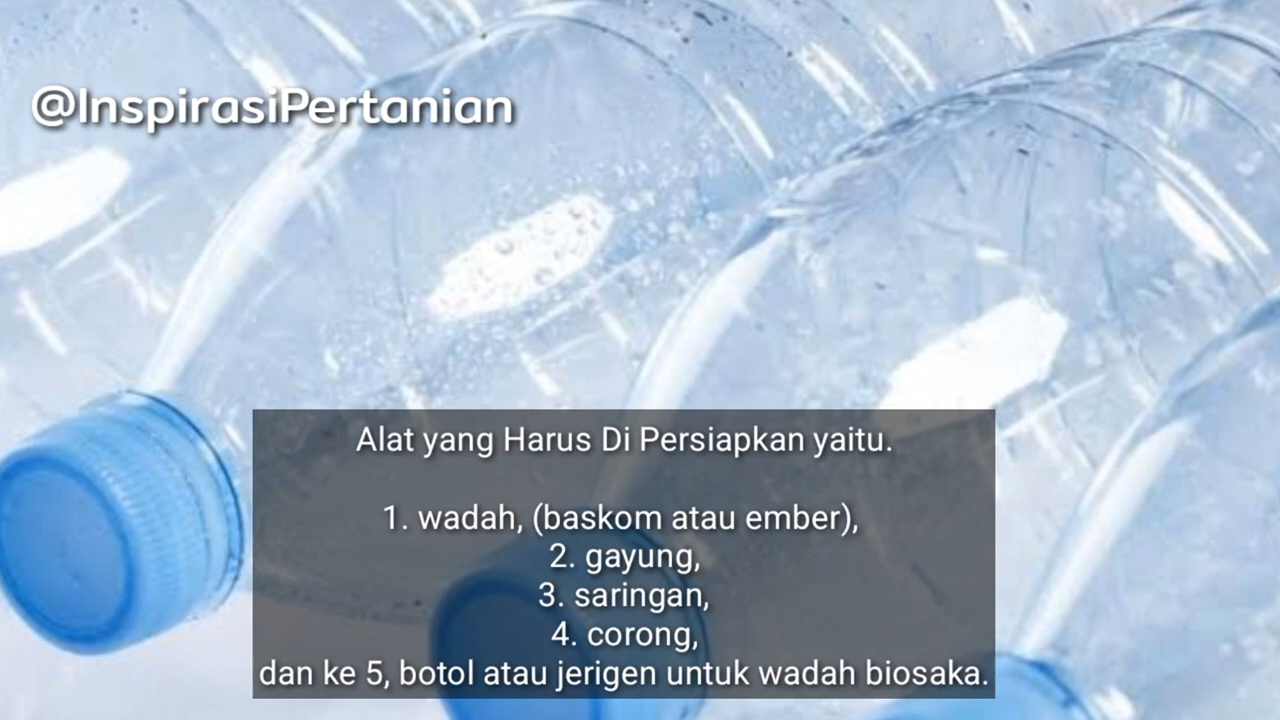 @InspirasiPertanian
Alat yang Harus Di Persiapkan yaitu.
1. wadah, (baskom atau ember),
2. gayung,
3. saringan,
4. corong,
dan ke 5, botol atau jerigen untuk wadah biosaka.